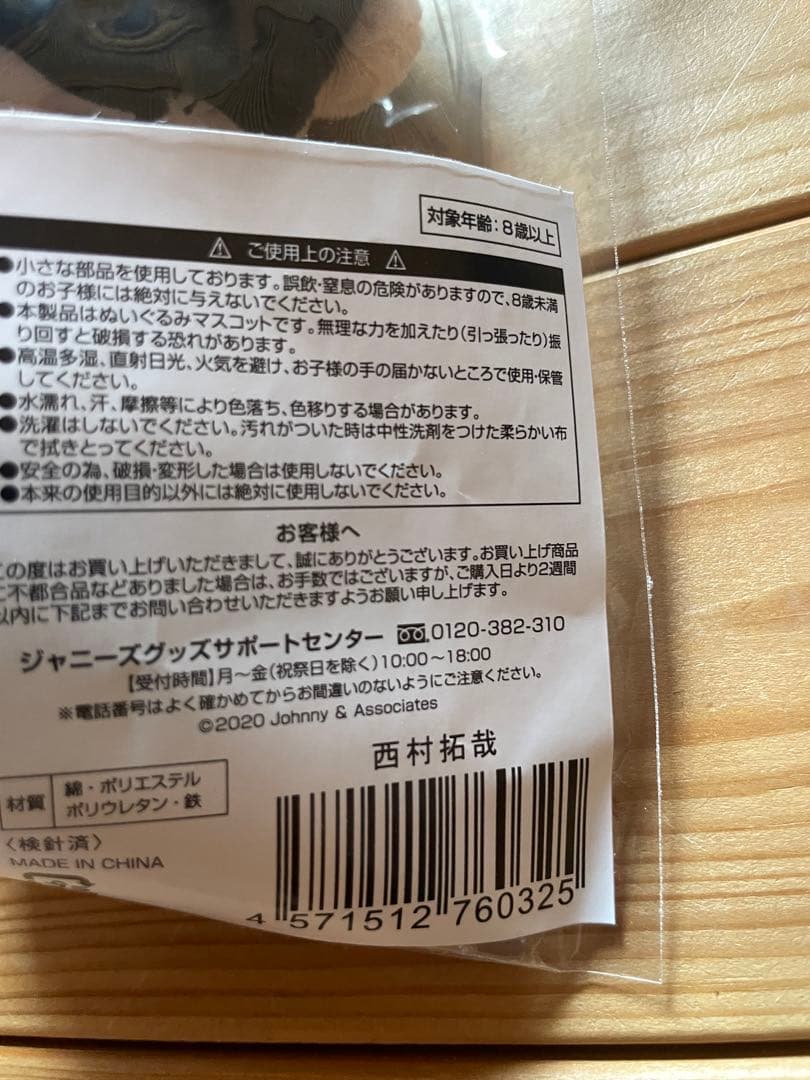 対象年齢:8歳以上
ご使用上の注意
●小さな部品を使用しております。誤飲・窒息の危険がありますので、8歳未満
のお子様には絶対に与えないでください。
●本製品はぬいぐるみマスコットです。無理な力を加えたり(引っ張ったり)振
り回すと破損する恐れがあります。
●高温多湿、直射日光、火気を避け、お子様の手の届かないところで使用・保管
してください。
●水濡れ、汗、摩擦等により色落ち、色移りする場合があります。
●洗濯はしないでください。汚れがついた時は中性洗剤をつけた柔らかい布
で拭きとってください。
●安全の為、破損・変形した場合は使用しないでください。
●本来の使用目的以外には絶対に使用しないでください。
お客様へ
この度はお買い上げいただきまして、誠にありがとうございます。お買い上げ商品
に不都合品などありました場合は、お手数ではございますが、ご購入日より2週間
以内に下記までお問い合わせいただきますようお願い申し上げます。
ジャニーズグッズサポートセンター 0120-382-310
【受付時間】月～金(祝祭日を除く)10:00～18:00
※電話番号はよく確かめてからお間違いのないようにご注意ください。
©2020 Johnny & Associates
西村拓哉
材質 綿・ポリエステル
ポリウレタン・鉄
〈検針済〉
MADE IN CHINA
4 571512 760325